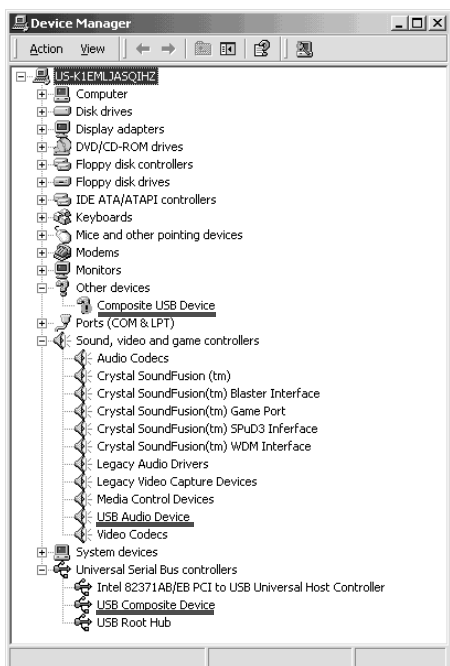 Device Manager
Action View
US-K1EMLJASQIHZ
Computer
Disk drives
Display adapters
DVD/CD-ROM drives
Floppy disk controllers
Floppy disk drives
IDE ATA/ATAPI controllers
Keyboards
Mice and other pointing devices
Modems
Monitors
Other devices
Composite USB Device
Ports (COM & LPT)
Sound, video and game controllers
Audio Codecs
Crystal SoundFusion (tm)
Crystal SoundFusion(tm) Blaster Interface
Crystal SoundFusion(tm) Game Port
Crystal SoundFusion(tm) SPuD3 Inferface
Crystal SoundFusion(tm) WDM Interface
Legacy Audio Drivers
Legacy Video Capture Devices
Media Control Devices
USB Audio Device
Video Codecs
System devices
Universal Serial Bus controllers
Intel 82371AB/EB PCI to USB Universal Host Controller
USB Composite Device
USB Root Hub